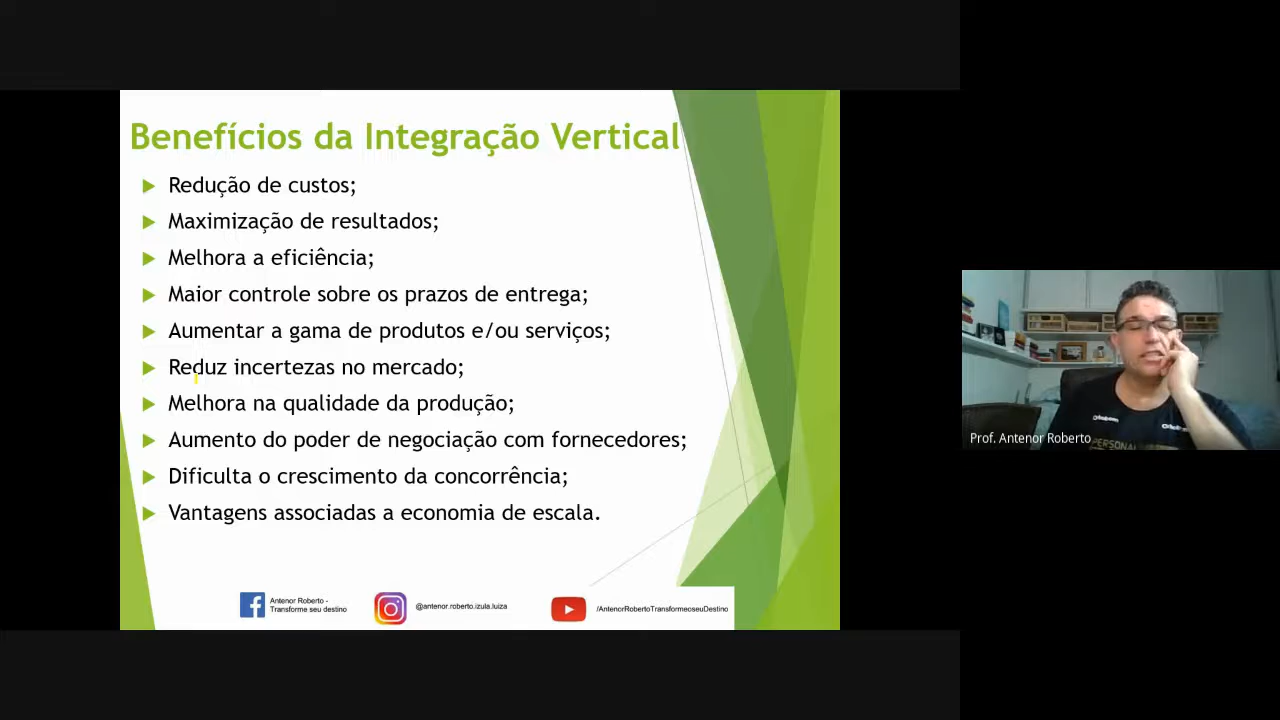 Benefícios da Integração Vertical
Redução de custos;
Maximização de resultados;
Melhora a eficiência;
Maior controle sobre os prazos de entrega;
Aumentar a gama de produtos e/ou serviços;
Reduz incertezas no mercado;
Melhora na qualidade da produção;
Aumento do poder de negociação com fornecedores;
Dificulta o crescimento da concorrência;
Vantagens associadas a economia de escala.
Antenor Roberto -
Transforme seu destino
@antenor.roberto.izula.luiza
/AntenorRobertoTransformeoseuDestino
Prof. Antenor Roberto
PERSONAL